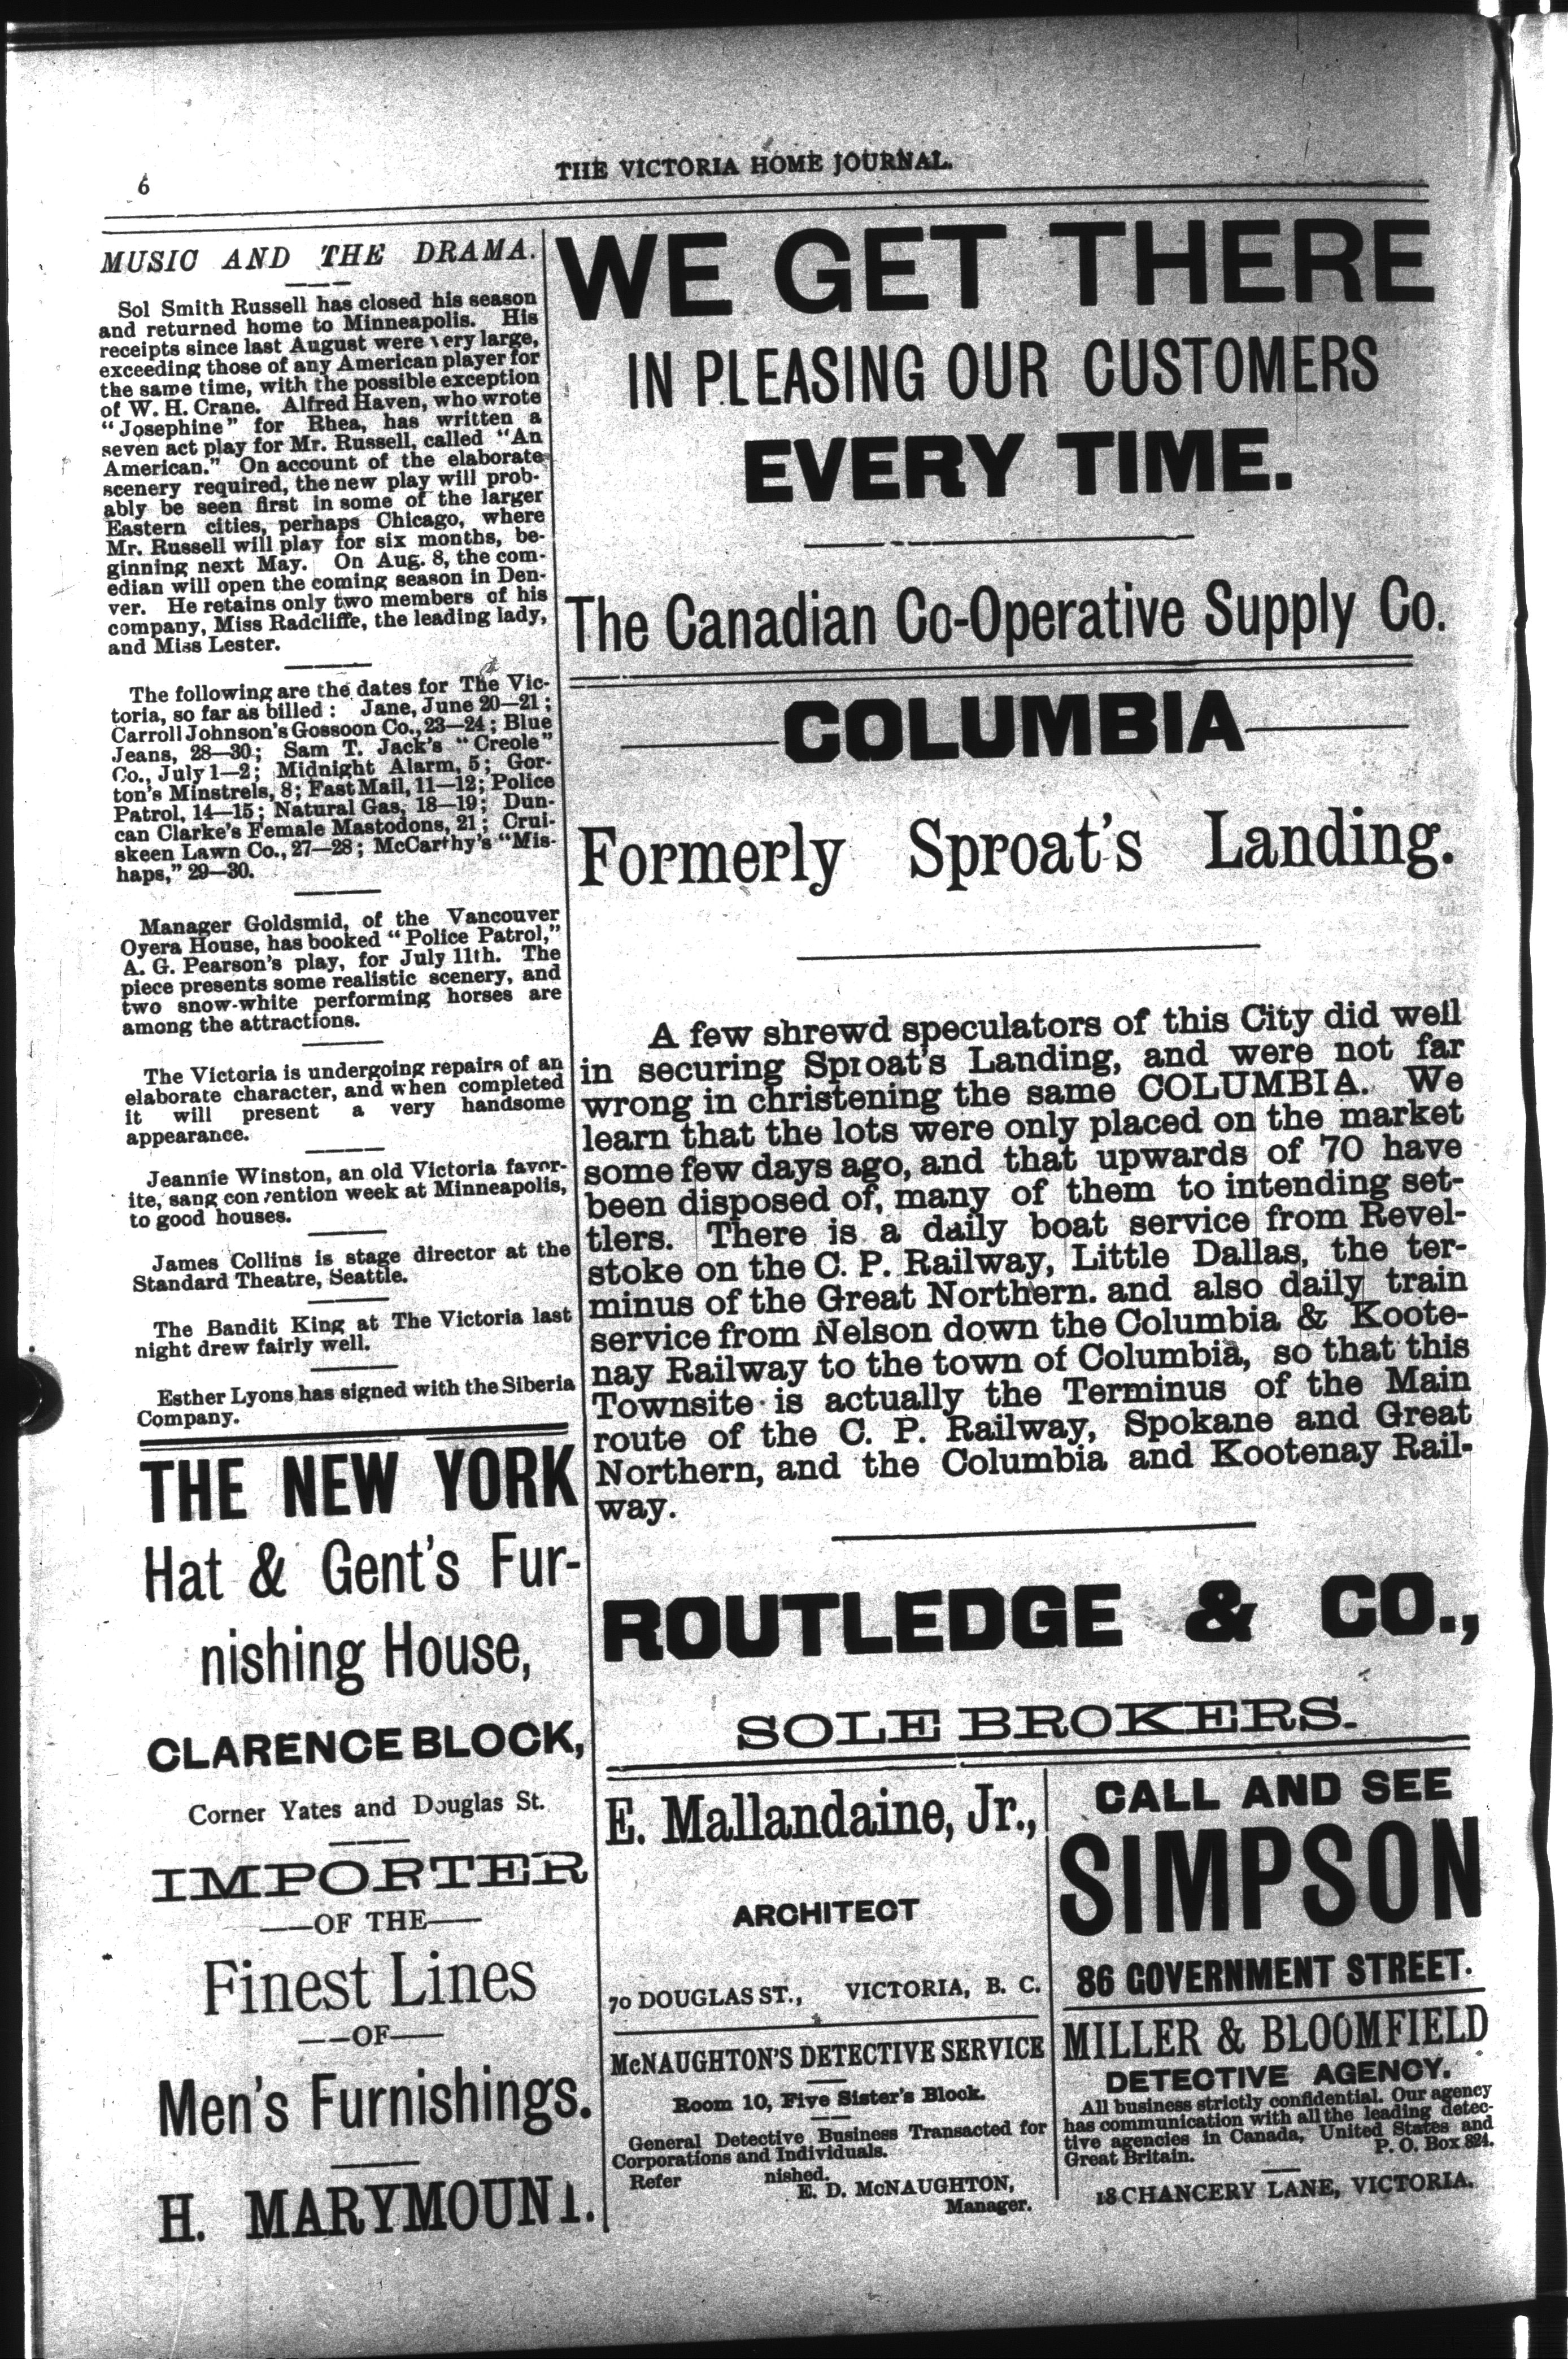 6
THE VICTORIA HOME JOURNAL.
MUSIC AND THE DRAMA.
Sol Smith Russell has closed his season
and returned home to Minneapolis. His
receipts since last August were very large,
exceeding those of any American player for
the same time, with the possible exception
of W. H. Crane. Alfred Haven, who wrote
"Josephine" for Rhea, has written a
seven act play for Mr. Russell, called "An
American." On account of the elaborate
scenery required, the new play will prob-
ably be seen first in some of the larger
Eastern cities, perhaps Chicago, where
Mr. Russell will play for six months, be-
ginning next May. On Aug. 8, the com-
edian will open the coming season in Den-
ver. He retains only two members of his
company, Miss Radcliffe, the leading lady,
and Miss Lester.
The following are the dates for The Vic-
toria, so far as billed: Jane, June 20—21;
Carroll Johnson's Gossoon Co., 23—24; Blue
Jeans, 28—30; Sam T. Jack's "Creole"
Co., July 1—2; Midnight Alarm, 5; Gor-
ton's Minstrels, 8; Fast Mail, 11—12; Police
Patrol, 14—15; Natural Gas, 18—19; Dun-
can Clarke's Female Mastodons, 21; Crui-
skeen Lawn Co., 27—28; McCarthy's "Mis-
haps," 29—30.
Manager Goldsmid, of the Vancouver
Oyera House, has booked "Police Patrol,"
A. G. Pearson's play, for July 11th. The
piece presents some realistic scenery, and
two snow-white performing horses are
among the attractions.
The Victoria is undergoing repairs of an
elaborate character, and when completed
it will present a very handsome
appearance.
Jeannie Winston, an old Victoria favor-
ite, sang convention week at Minneapolis,
to good houses.
James Collins is stage director at the
Standard Theatre, Seattle.
The Bandit King at The Victoria last
night drew fairly well.
Esther Lyons has signed with the Siberia
Company.
THE NEW YORK
Hat & Gent's Fur-
nishing House,
CLARENCE BLOCK,
Corner Yates and Douglas St.
IMPORTER
—OF THE—
Finest Lines
—OF—
Men's Furnishings.
H. MARYMOUNT.
WE GET THERE
IN PLEASING OUR CUSTOMERS
EVERY TIME.
The Canadian Co-Operative Supply Co.
COLUMBIA
Formerly Sproat's Landing.
A few shrewd speculators of this City did well
in securing Sproat's Landing, and were not far
wrong in christening the same COLUMBIA. We
learn that the lots were only placed on the market
some few days ago, and that upwards of 70 have
been disposed of, many of them to intending set-
tlers. There is a daily boat service from Revel-
stoke on the C. P. Railway, Little Dallas, the ter-
minus of the Great Northern. and also daily train
service from Nelson down the Columbia & Koote-
nay Railway to the town of Columbia, so that this
Townsite is actually the Terminus of the Main
route of the C. P. Railway, Spokane and Great
Northern, and the Columbia and Kootenay Rail-
way.
ROUTLEDGE & CO.,
SOLE BROKERS.
E. Mallandaine, Jr.,
ARCHITECT
70 DOUGLAS ST., VICTORIA, B. C.
McNAUGHTON'S DETECTIVE SERVICE
Room 10, Five Sister's Block.
General Detective Business Transacted for
Corporations and Individuals.
Refer nished.
E. D. McNAUGHTON,
Manager.
CALL AND SEE
SIMPSON
86 GOVERNMENT STREET.
MILLER & BLOOMFIELD
DETECTIVE AGENCY.
All business strictly confidential. Our agency
has communication with all the leading detec-
tive agencies in Canada, United States and
Great Britain. P. O. Box 824.
18 CHANCERY LANE, VICTORIA.